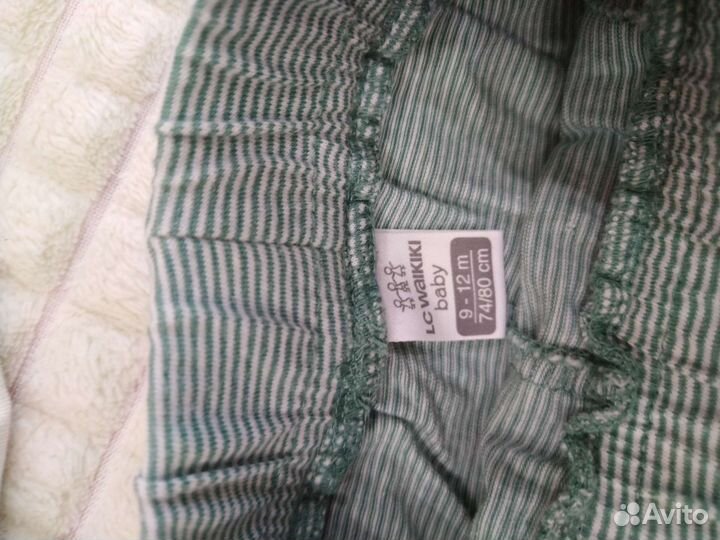 LC WAIKIKI
baby
9 - 12 m
74/80 cm
Avito